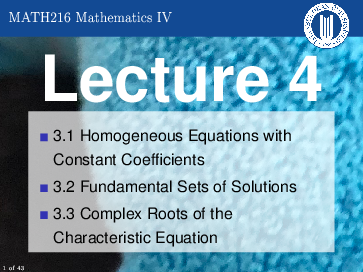 MATH216 Mathematics IV
Lecture 4
3.1 Homogeneous Equations with
Constant Coefficients
3.2 Fundamental Sets of Solutions
3.3 Complex Roots of the
Characteristic Equation
1 of 43